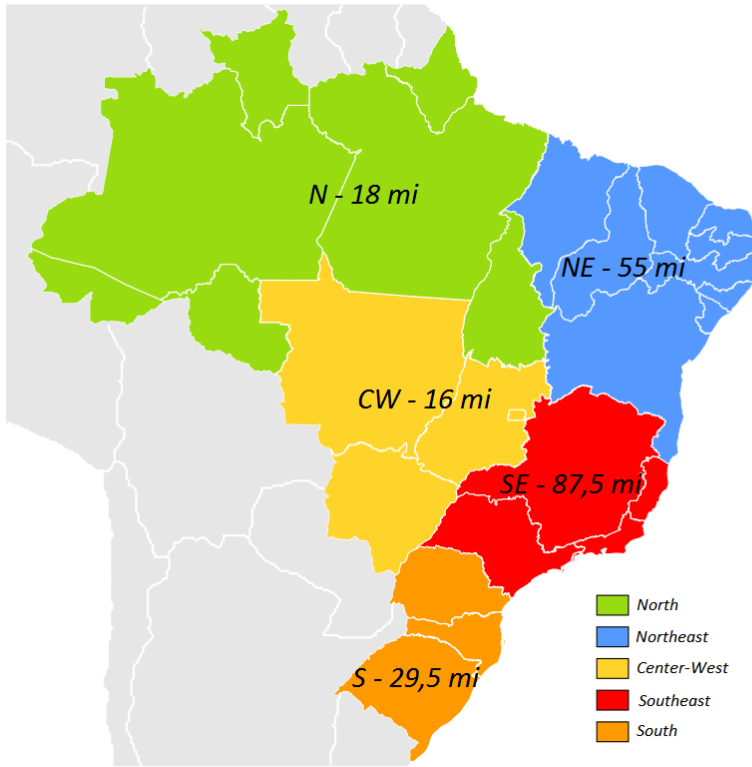 N - 18 mi
NE - 55 mi
CW - 16 mi
SE - 87,5 mi
S - 29,5 mi
North
Northeast
Center-West
Southeast
South